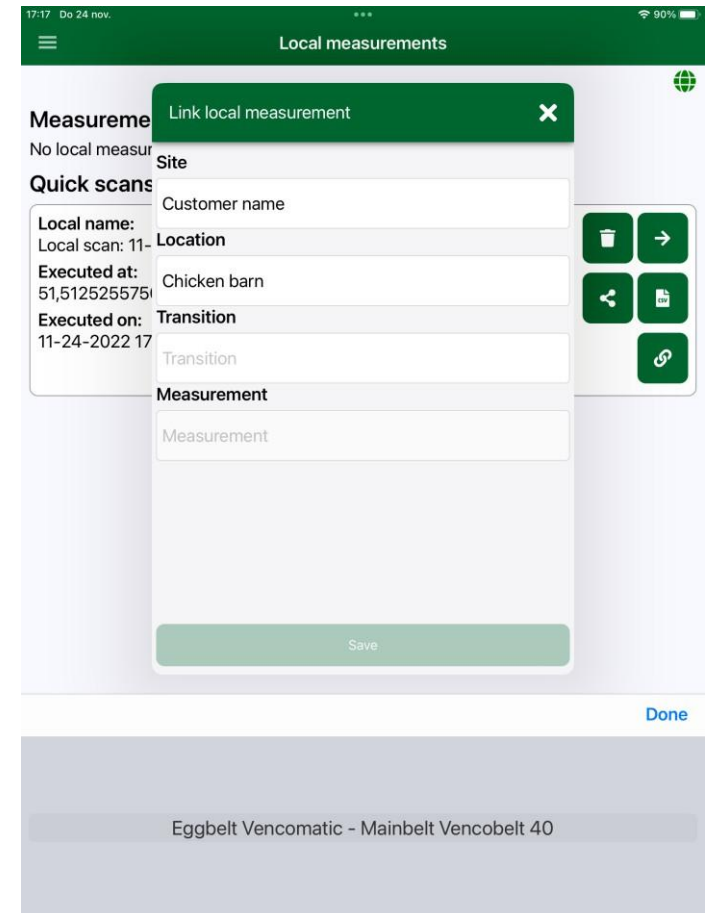 17:17 Do 24 nov.
90%
Local measurements
Link local measurement
Measureme
No local measur
Site
Customer name
Quick scans
Local name:
Local scan: 11-
Location
Chicken barn
Executed at:
51,512525575
Executed on:
11-24-2022 17
Transition
Transition
Measurement
Measurement
CSV
Save
Done
Eggbelt Vencomatic - Mainbelt Vencobelt 40